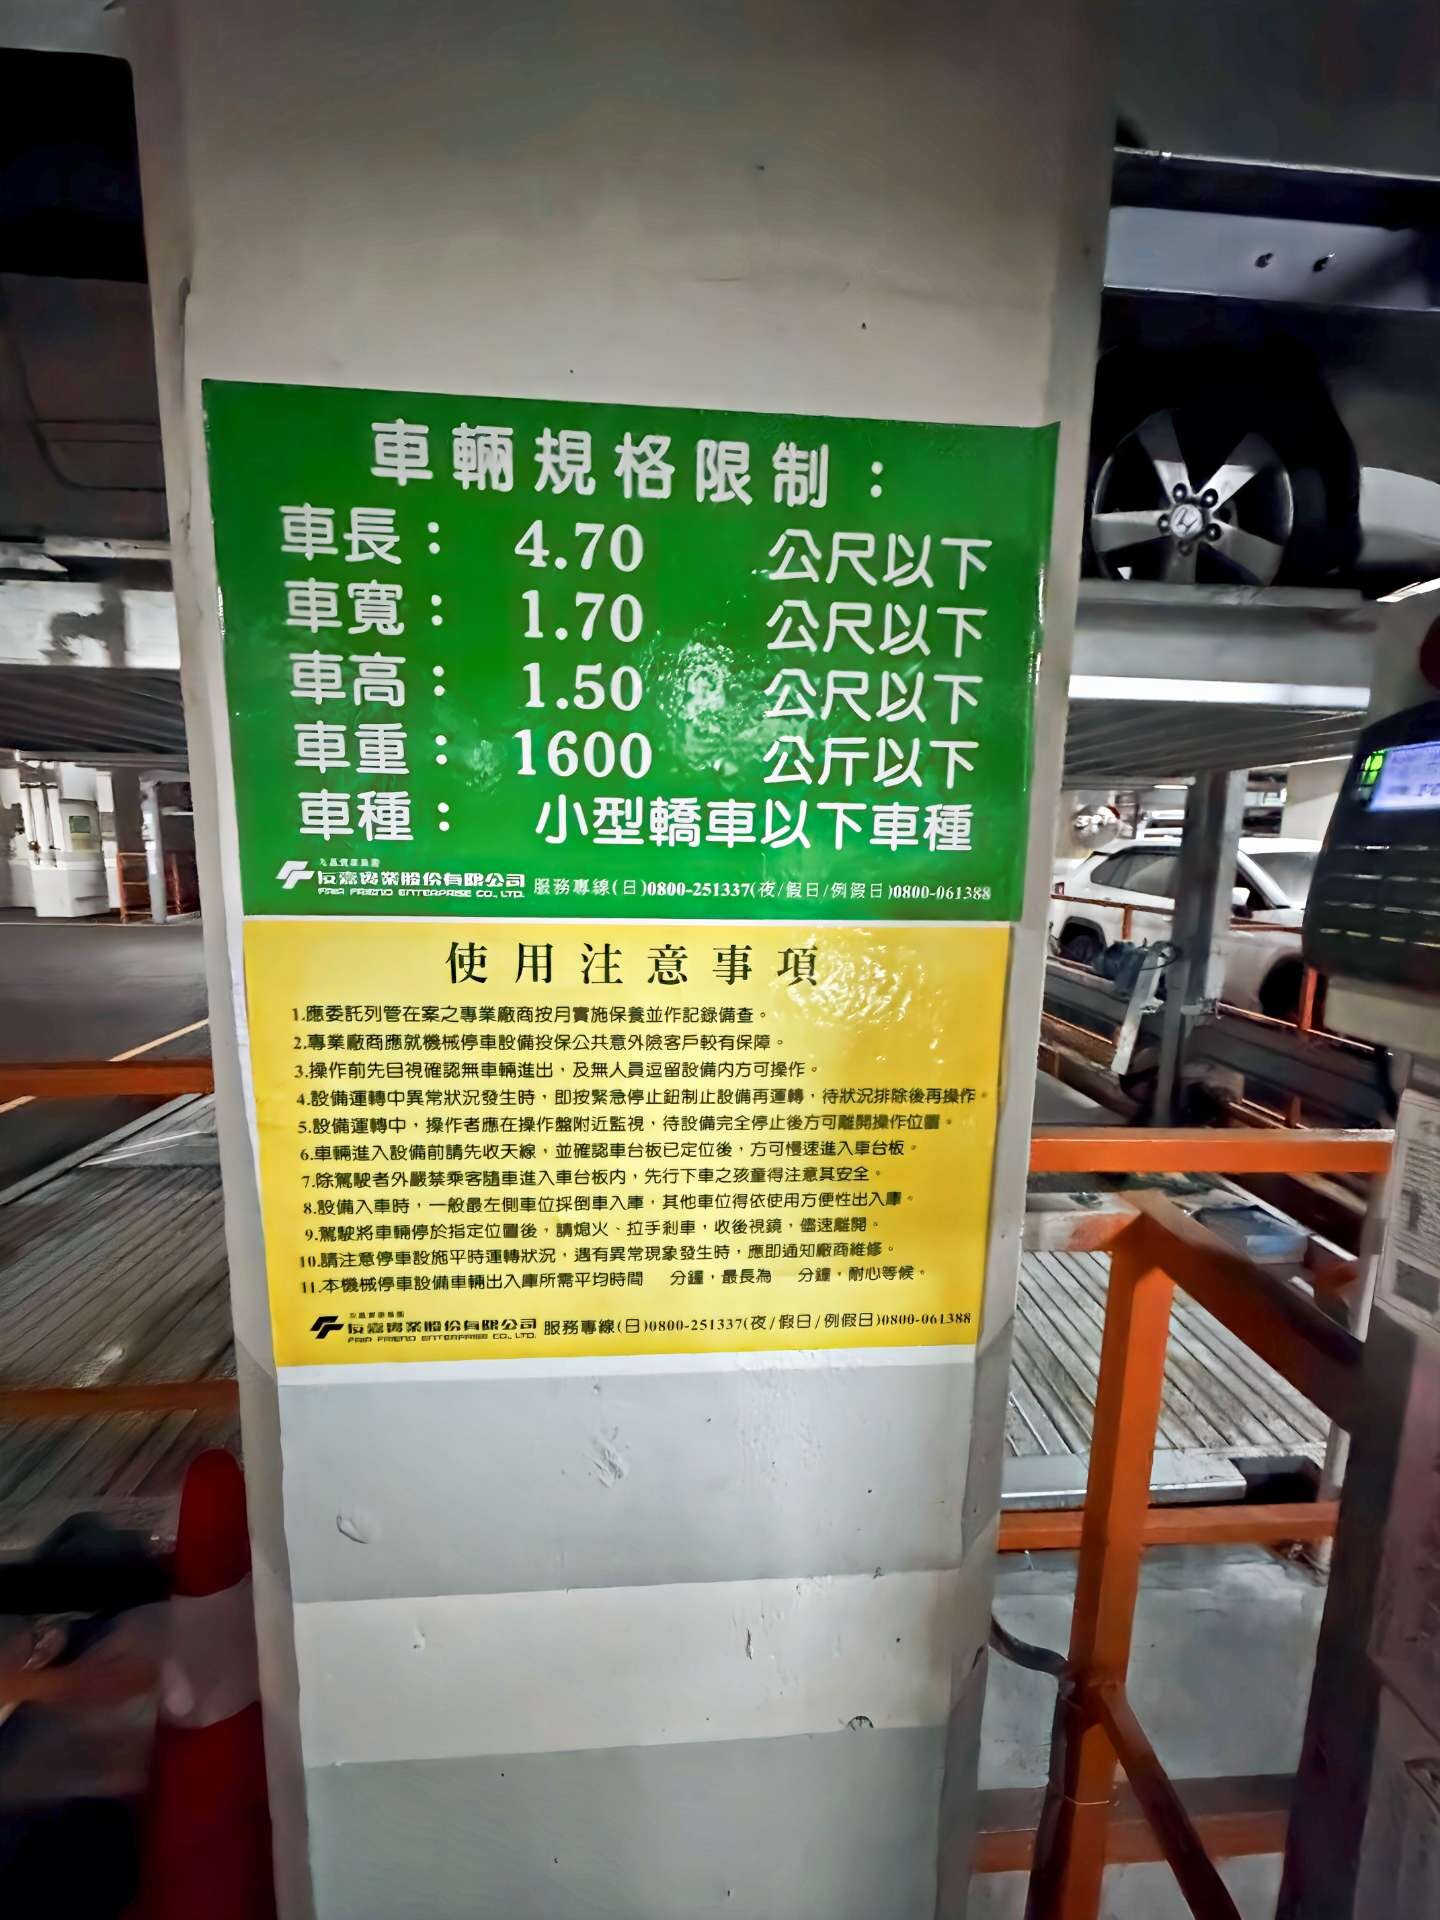 車輛規格限制：
車長： 4.70 公尺以下
車寬： 1.70 公尺以下
車高： 1.50 公尺以下
車重： 1600 公斤以下
車種： 小型轎車以下車種
友嘉實業集團
友嘉實業股份有限公司 服務專線(日)0800-251337(夜/假日/例假日)0800-061388
FAIR FRIEND ENTERPRISE CO., LTD.
使用注意事項
1.應委託列管在案之專業廠商按月實施保養並作記錄備查。
2.專業廠商應就機械停車設備投保公共意外險客戶較有保障。
3.操作前先目視確認無車輛進出，及無人員逗留設備內方可操作。
4.設備運轉中異常狀況發生時，即按緊急停止鈕制止設備再運轉，待狀況排除後再操作。
5.設備運轉中，操作者應在操作盤附近監視，待設備完全停止後方可離開操作位置。
6.車輛進入設備前請先收天線，並確認車台板已定位後，方可慢速進入車台板。
7.除駕駛者外嚴禁乘客隨車進入車台板內，先行下車之孩童得注意其安全。
8.設備入車時，一般最左側車位採倒車入庫，其他車位得依使用方便性出入庫。
9.駕駛將車輛停於指定位置後，請熄火、拉手剎車，收後視鏡，儘速離開。
10.請注意停車設施平時運轉狀況，遇有異常現象發生時，應即通知廠商維修。
11.本機械停車設備車輛出入庫所需平均時間 分鐘，最長為 分鐘，耐心等候。
友嘉實業集團
友嘉實業股份有限公司 服務專線(日)0800-251337(夜/假日/例假日)0800-061388
FAIR FRIEND ENTERPRISE CO., LTD.